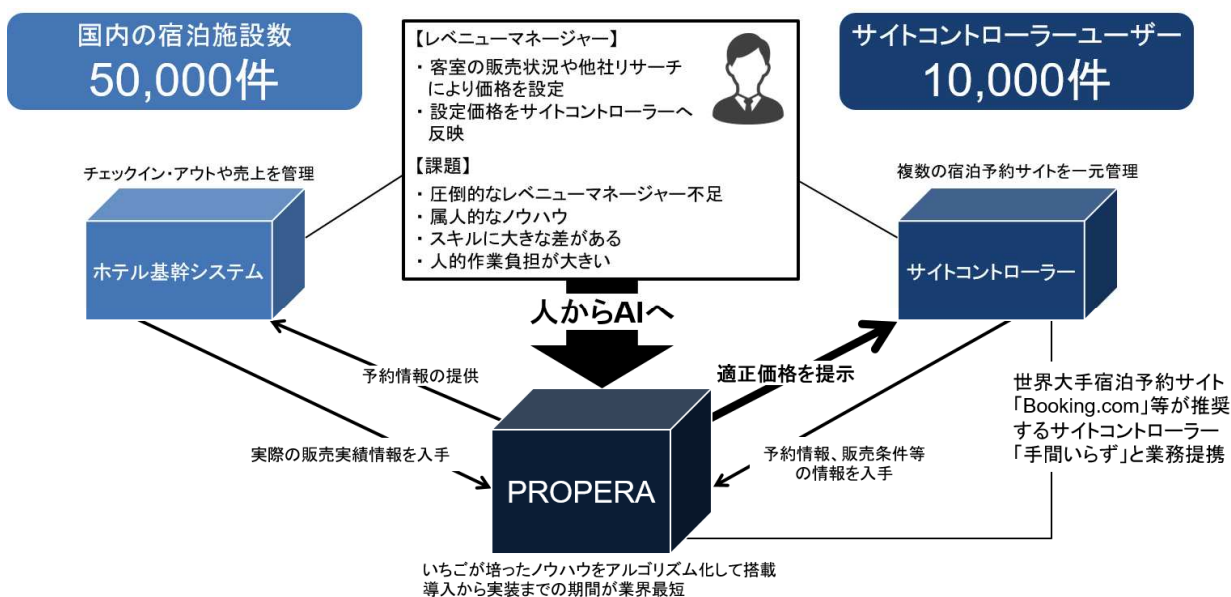 国内の宿泊施設数
50,000件
【レベニューマネージャー】
・客室の販売状況や他社リサーチ
により価格を設定
・設定価格をサイトコントローラーへ
反映
【課題】
・圧倒的なレベニューマネージャー不足
・属人的なノウハウ
・スキルに大きな差がある
・人的作業負担が大きい
サイトコントローラーユーザー
10,000件
チェックイン・アウトや売上を管理
ホテル基幹システム
複数の宿泊予約サイトを一元管理
サイトコントローラー
人からAIへ
予約情報の提供
適正価格を提示
実際の販売実績情報を入手
予約情報、販売条件等
の情報を入手
世界大手宿泊予約サイト
「Booking.com」等が推奨
するサイトコントローラー
「手間いらず」と業務提携
PROPERA
いちごが培ったノウハウをアルゴリズム化して搭載
導入から実装までの期間が業界最短